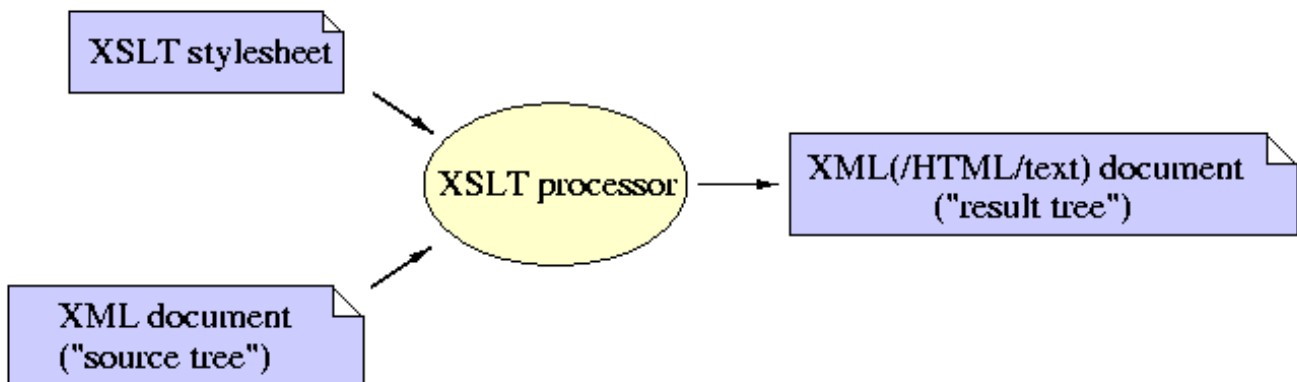 XSLT stylesheet
XSLT processor
XML(/HTML/text) document
("result tree")
XML document
("source tree")